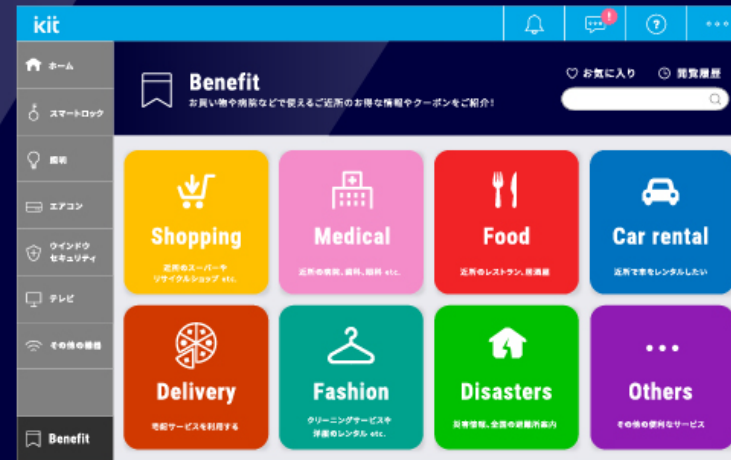 kit
!
ホーム
スマートロック
照明
エアコン
ウインドウ
セキュリティ
テレビ
その他の機器
Benefit
Benefit
お買い物や病院などで使えるご近所のお得な情報やクーポンをご紹介!
お気に入り
閲覧履歴
Shopping
近所のスーパーや
リサイクルショップ etc.
Medical
近所の病院、歯科、眼科 etc.
Food
近所のレストラン、居酒屋
Car rental
近所で車をレンタルしたい
Delivery
宅配サービスを利用する
Fashion
クリーニングサービスや
洋服のレンタル etc.
Disasters
災害情報、全国の避難所案内
Others
その他の便利なサービス